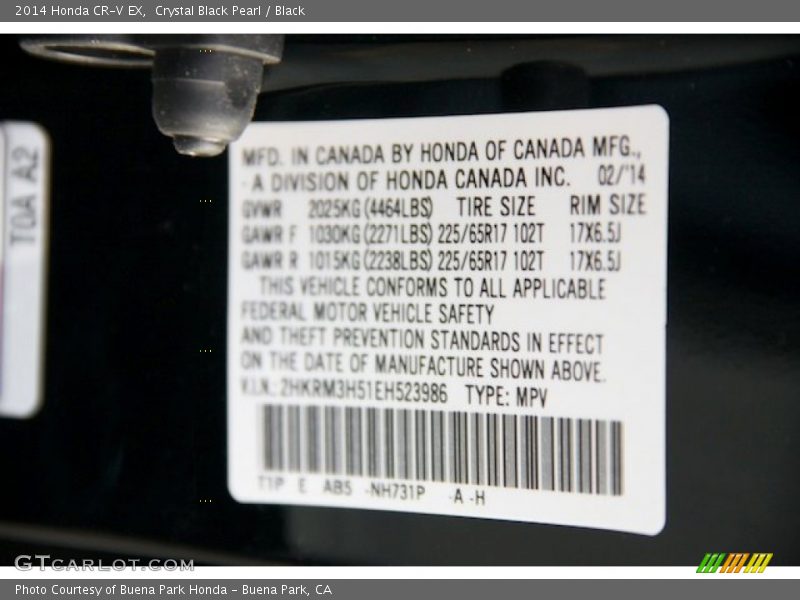 2014 Honda CR-V EX, Crystal Black Pearl / Black
T0A A2
MFD. IN CANADA BY HONDA OF CANADA MFG.,
A DIVISION OF HONDA CANADA INC. 02/'14
GVWR 2025KG (4464LBS) TIRE SIZE RIM SIZE
GAWR F 1030KG (2271LBS) 225/65R17 102T 17X6.5J
GAWR R 1015KG (2238LBS) 225/65R17 102T 17X6.5J
THIS VEHICLE CONFORMS TO ALL APPLICABLE
FEDERAL MOTOR VEHICLE SAFETY
AND THEFT PREVENTION STANDARDS IN EFFECT
ON THE DATE OF MANUFACTURE SHOWN ABOVE.
V.I.N.: 2HKRM3H51EH523986 TYPE: MPV
T1P E AB5 -NH731P -A -H
GTCARLOT.COM
Photo Courtesy of Buena Park Honda - Buena Park, CA